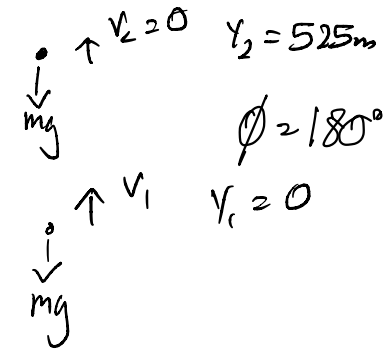 V₂ = 0 Y₂ = 525m
mg
φ = 180°
V₁ Y₁ = 0
mg